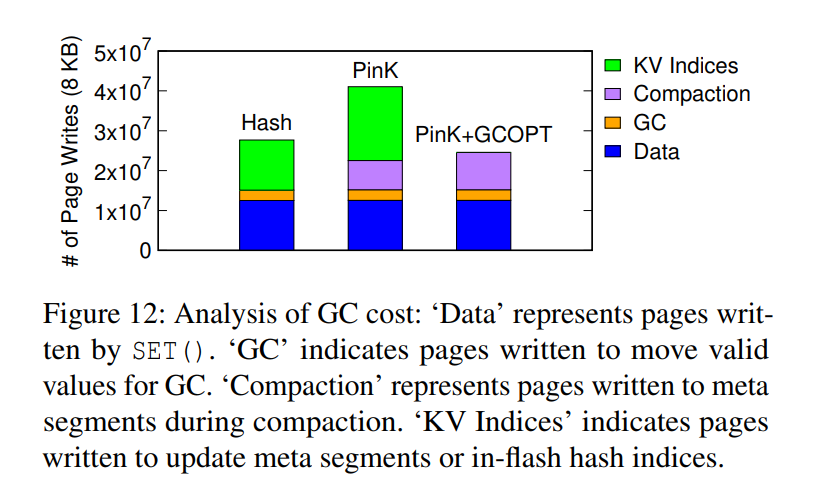 5x10^7
4x10^7
3x10^7
2x10^7
1x10^7
0
# of Page Writes (8 KB)
Hash
PinK
PinK+GCOPT
KV Indices
Compaction
GC
Data
Figure 12: Analysis of GC cost: ‘Data’ represents pages writ-
ten by SET(). ‘GC’ indicates pages written to move valid
values for GC. ‘Compaction’ represents pages written to meta
segments during compaction. ‘KV Indices’ indicates pages
written to update meta segments or in-flash hash indices.